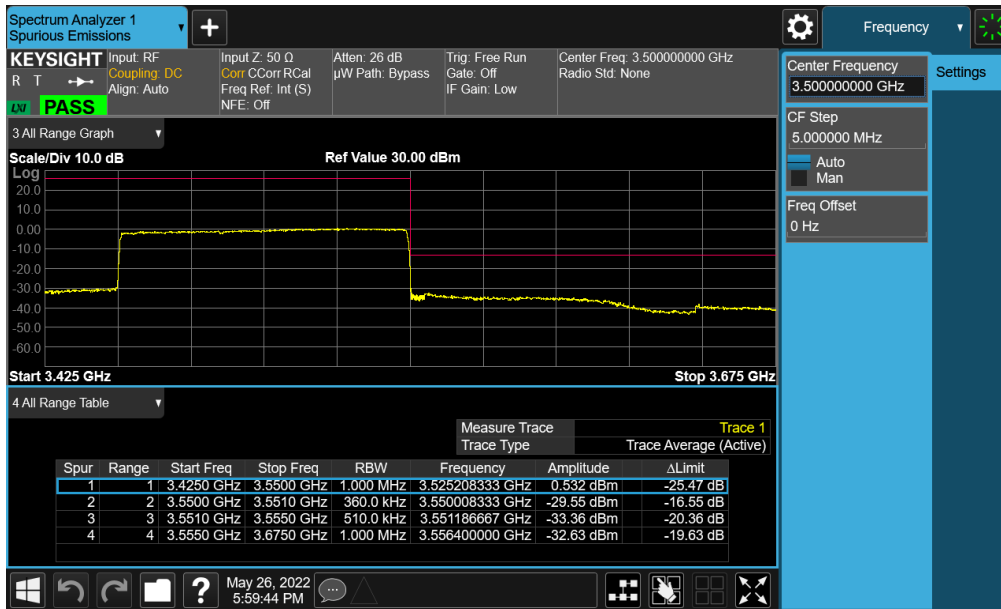 Spectrum Analyzer 1
Spurious Emissions
+
Frequency
KEYSIGHT
R T
LXI
PASS
Input: RF
Coupling: DC
Align: Auto
Input Z: 50 Ω
Corr CCorr RCal
Freq Ref: Int (S)
NFE: Off
Atten: 26 dB
µW Path: Bypass
Trig: Free Run
Gate: Off
IF Gain: Low
Center Freq: 3.500000000 GHz
Radio Std: None
Center Frequency
3.500000000 GHz
Settings
CF Step
5.000000 MHz
Auto
Man
Freq Offset
0 Hz
3 All Range Graph
Scale/Div 10.0 dB
Ref Value 30.00 dBm
Log
20.0
10.0
0.00
-10.0
-20.0
-30.0
-40.0
-50.0
-60.0
Start 3.425 GHz
Stop 3.675 GHz
4 All Range Table
Measure Trace Trace 1
Trace Type Trace Average (Active)
Spur Range Start Freq Stop Freq RBW Frequency Amplitude ΔLimit
1 1 3.4250 GHz 3.5500 GHz 1.000 MHz 3.525208333 GHz 0.532 dBm -25.47 dB
2 2 3.5500 GHz 3.5510 GHz 360.0 kHz 3.550008333 GHz -29.55 dBm -16.55 dB
3 3 3.5510 GHz 3.5550 GHz 510.0 kHz 3.551186667 GHz -33.36 dBm -20.36 dB
4 4 3.5550 GHz 3.6750 GHz 1.000 MHz 3.556400000 GHz -32.63 dBm -19.63 dB
?
May 26, 2022
5:59:44 PM